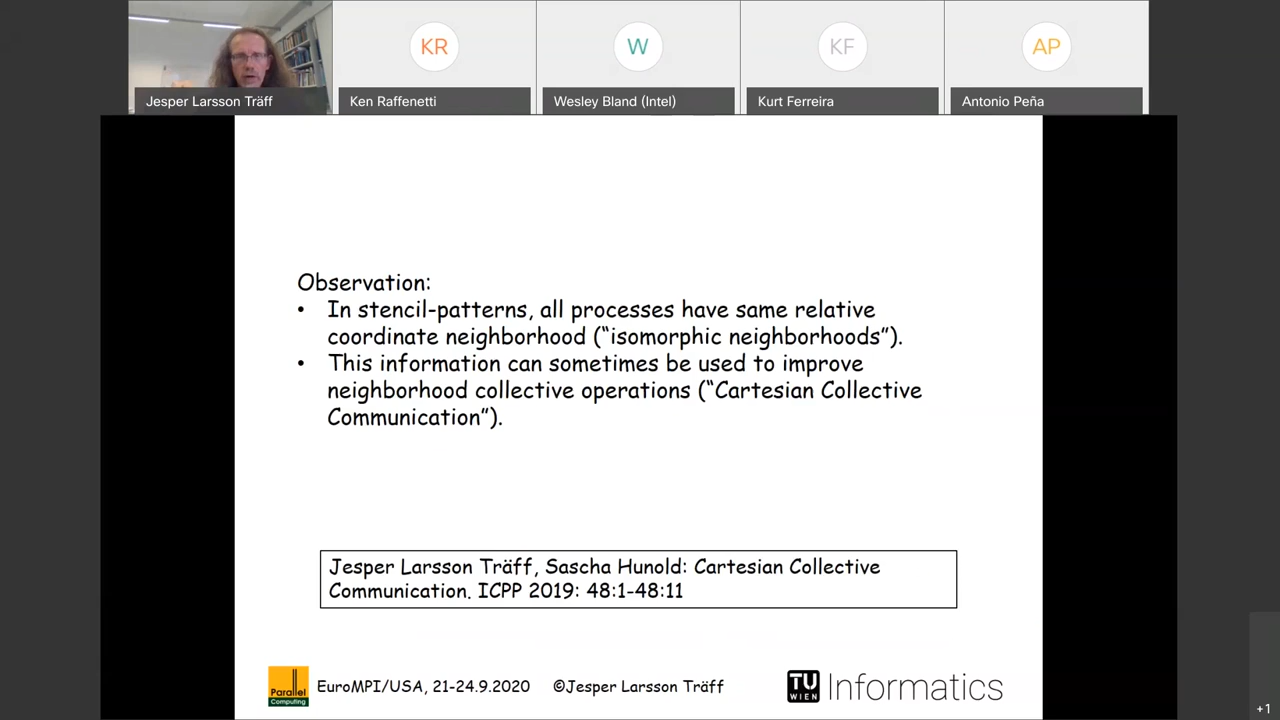 KR
W
KF
AP
Jesper Larsson Träff
Ken Raffenetti
Wesley Bland (Intel)
Kurt Ferreira
Antonio Peña
Observation:
• In stencil-patterns, all processes have same relative
coordinate neighborhood (“isomorphic neighborhoods”).
• This information can sometimes be used to improve
neighborhood collective operations (“Cartesian Collective
Communication”).
Jesper Larsson Träff, Sascha Hunold: Cartesian Collective
Communication. ICPP 2019: 48:1-48:11
Parallel
Computing
EuroMPI/USA, 21-24.9.2020 ©Jesper Larsson Träff
TU
WIEN
Informatics
+1